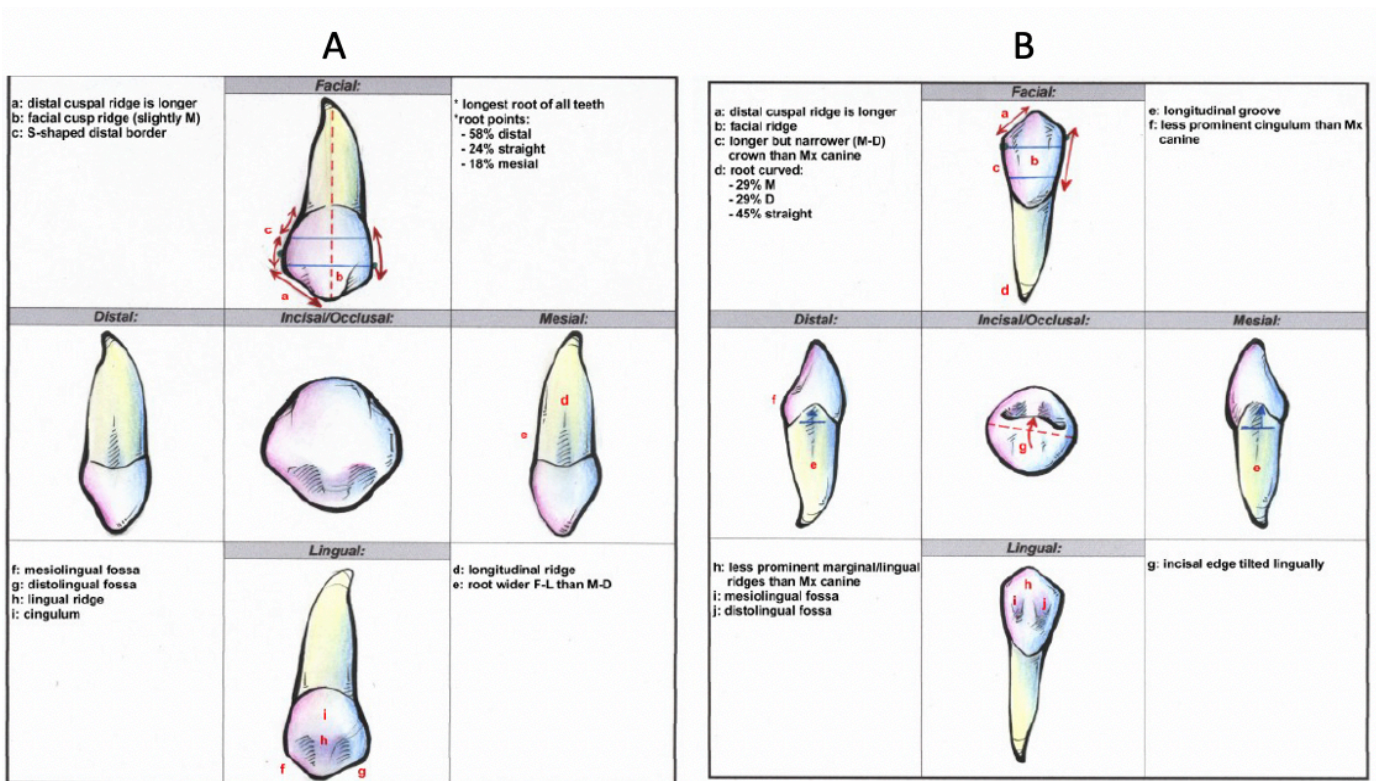 A
Facial:
a: distal cuspal ridge is longer
b: facial cusp ridge (slightly M)
c: S-shaped distal border
* longest root of all teeth
*root points:
- 58% distal
- 24% straight
- 18% mesial
c
b
a
Distal:
Incisal/Occlusal:
Mesial:
d
e
Lingual:
f: mesiolingual fossa
g: distolingual fossa
h: lingual ridge
i: cingulum
d: longitudinal ridge
e: root wider F-L than M-D
i
h
f
g
B
Facial:
a: distal cuspal ridge is longer
b: facial ridge
c: longer but narrower (M-D)
crown than Mx canine
d: root curved:
- 29% M
- 29% D
- 45% straight
e: longitudinal groove
f: less prominent cingulum than Mx
canine
a
b
c
d
Distal:
Incisal/Occlusal:
Mesial:
f
e
g
e
Lingual:
h: less prominent marginal/lingual
ridges than Mx canine
i: mesiolingual fossa
j: distolingual fossa
g: incisal edge tilted lingually
h
i
j